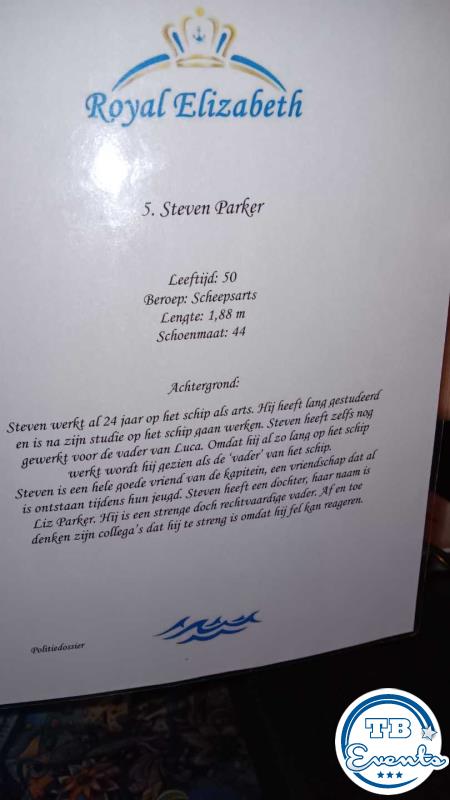 Royal Elizabeth
5. Steven Parker
Leeftijd: 50
Beroep: Scheepsarts
Lengte: 1,88 m
Schoenmaat: 44
Achtergrond:
Steven werkt al 24 jaar op het schip als arts. Hij heeft lang gestudeerd
en is na zijn studie op het schip gaan werken. Steven heeft zelfs nog
gewerkt voor de vader van Luca. Omdat hij al zo lang op het schip
werkt wordt hij gezien als de ‘vader’ van het schip.
Steven is een hele goede vriend van de kapitein, een vriendschap dat al
is ontstaan tijdens hun jeugd. Steven heeft een dochter, haar naam is
Liz Parker. Hij is een strenge doch rechtvaardige vader. Af en toe
denken zijn collega’s dat hij te streng is omdat hij fel kan reageren.
Politiedossier
TB
Events